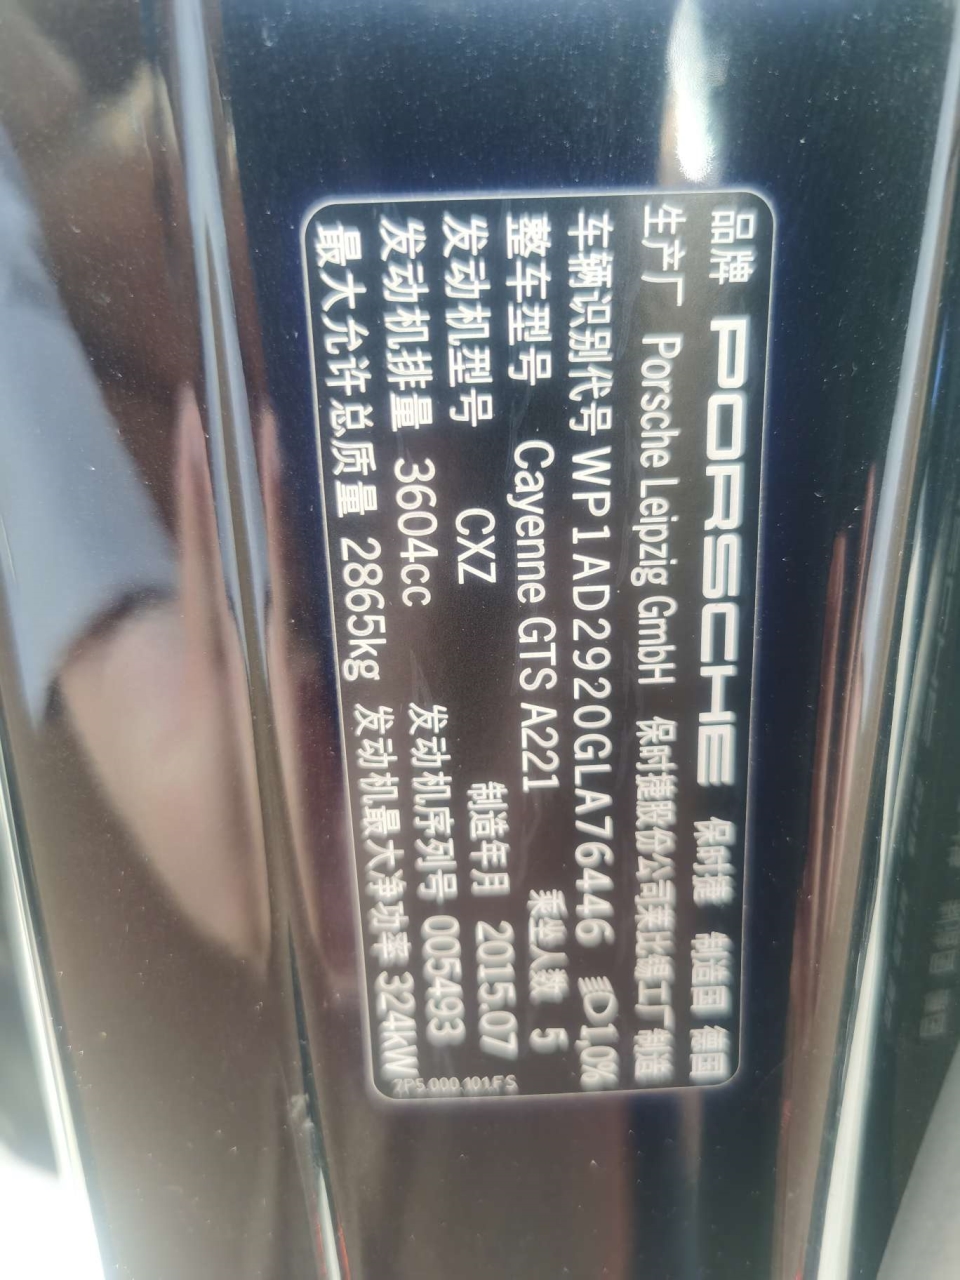 品牌 PORSCHE 保时捷 制造国 德国
生产厂 Porsche Leipzig GmbH 保时捷股份公司莱比锡工厂 制造
车辆识别代号 WP1AD2920GLA76446 1,0%
整车型号 Cayenne GTS A221 乘坐人数 5
发动机型号 CXZ 制造年月 2015.07
发动机排量 3604cc 发动机序列号 005493
最大允许总质量 2865kg 发动机最大净功率 324kW
7P5.000.101.FS